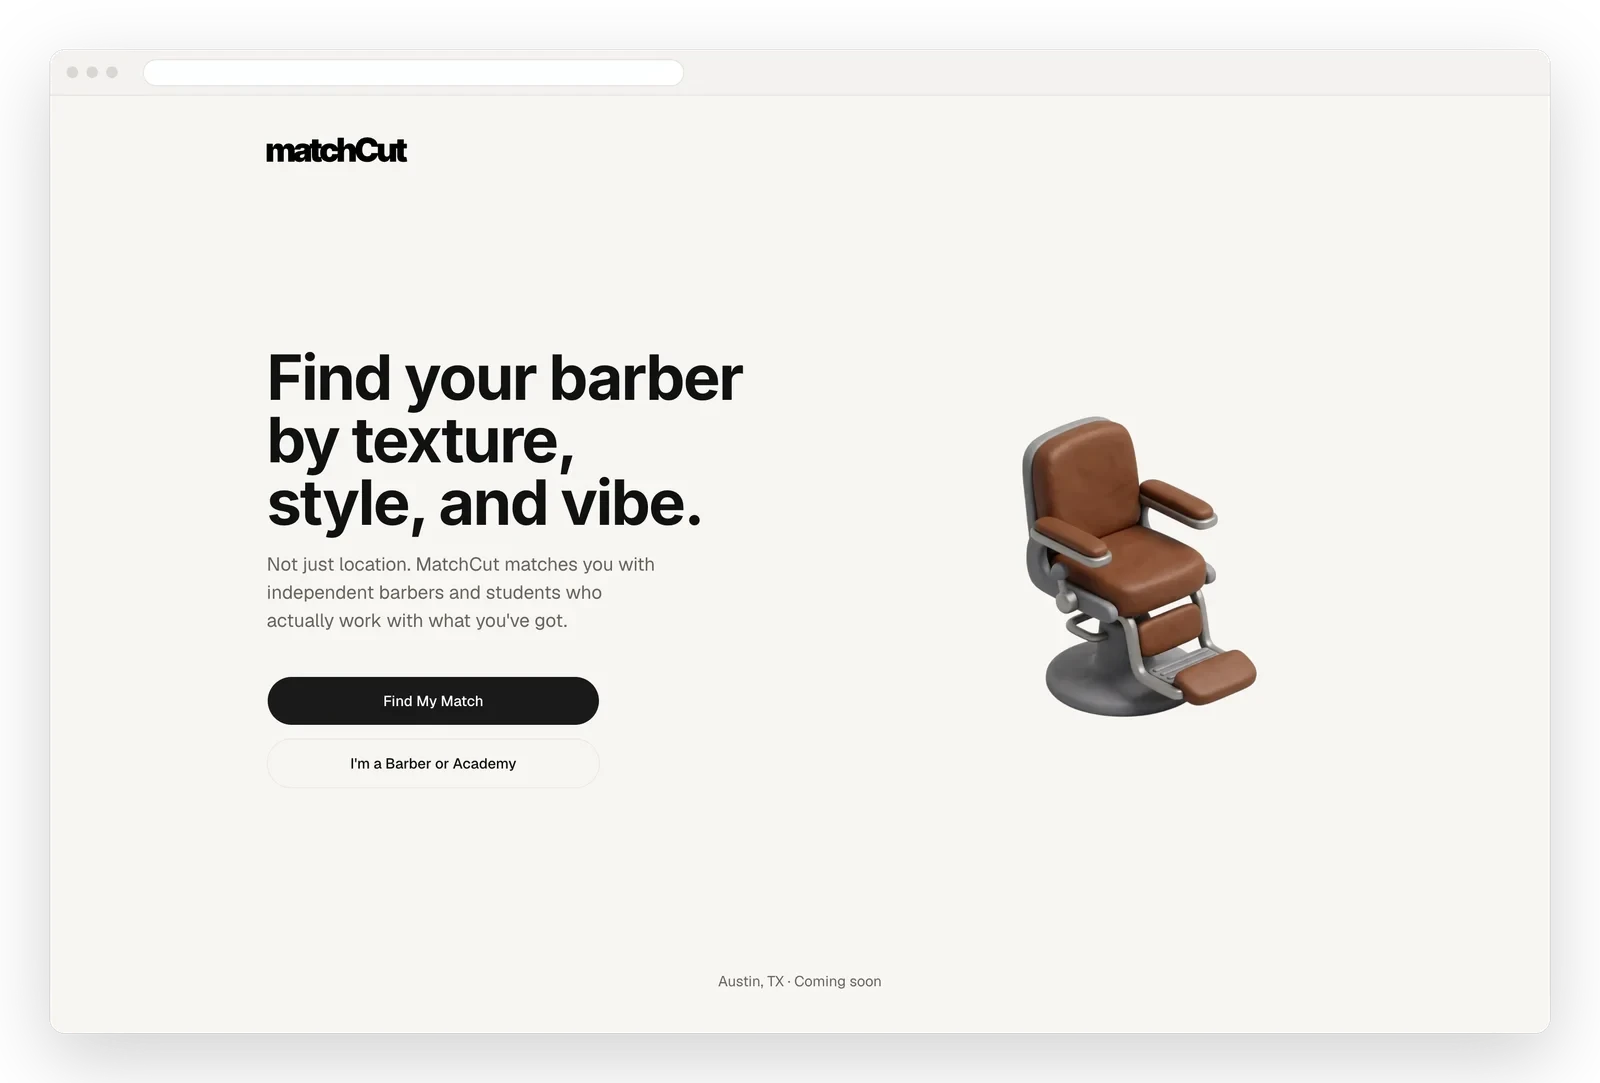 matchCut
Find your barber
by texture,
style, and vibe.
Not just location. MatchCut matches you with
independent barbers and students who
actually work with what you've got.
Find My Match
I'm a Barber or Academy
Austin, TX · Coming soon